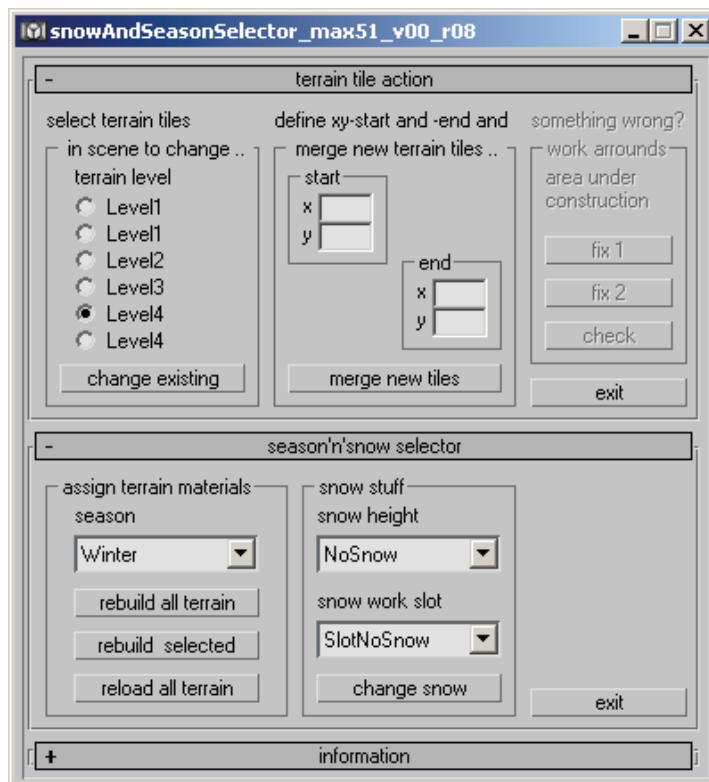 snowAndSeasonSelector_max51_v00_r08
- terrain tile action
select terrain tiles
in scene to change ..
terrain level
Level1
Level1
Level2
Level3
Level4
Level4
change existing
define xy-start and -end and
merge new terrain tiles ..
start
x
y
end
x
y
merge new tiles
something wrong?
work arrounds
area under
construction
fix 1
fix 2
check
exit
- season'n'snow selector
assign terrain materials
season
Winter
rebuild all terrain
rebuild selected
reload all terrain
snow stuff
snow height
NoSnow
snow work slot
SlotNoSnow
change snow
exit
+ information